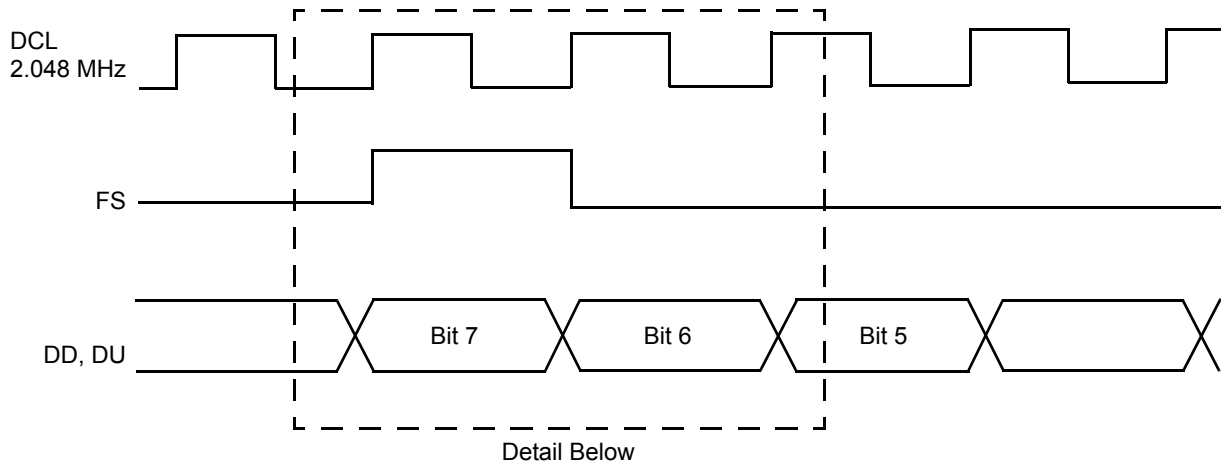 DCL
2.048 MHz
FS
DD, DU
Bit 7
Bit 6
Bit 5
Detail Below